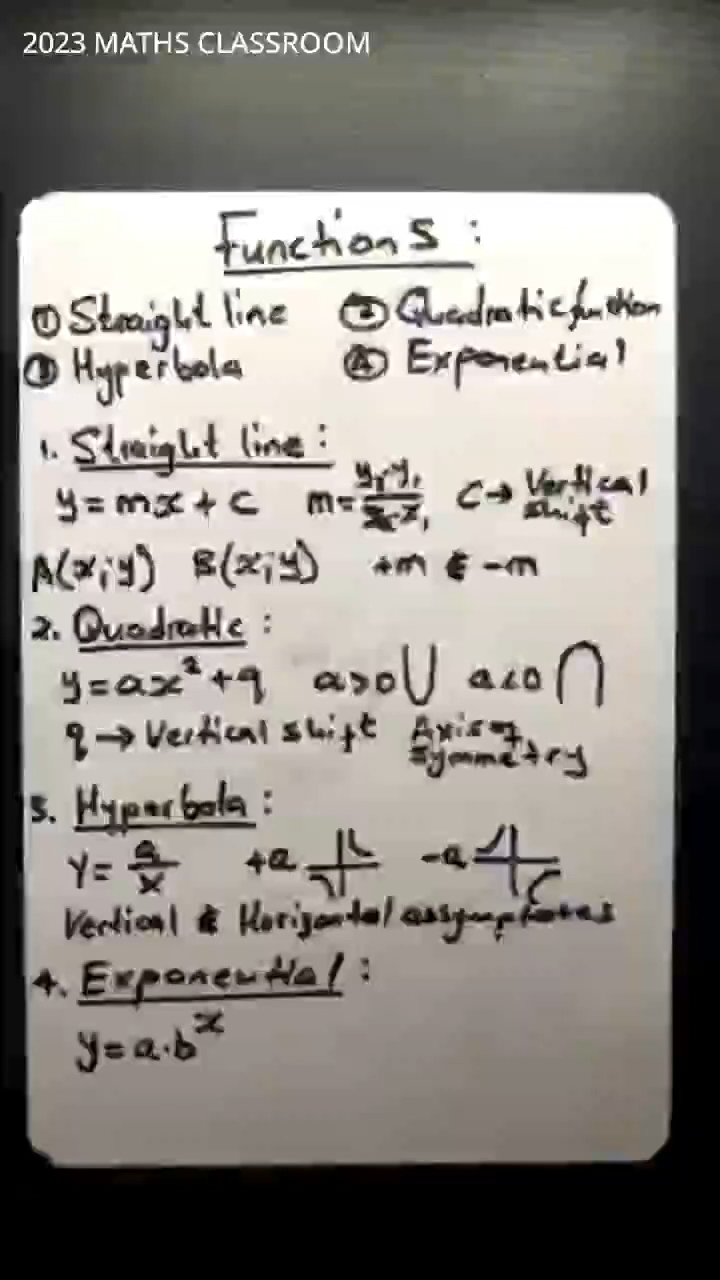 2023 MATHS CLASSROOM
Functions:
① Straight line ② Quadratic function
③ Hyperbola ④ Exponential
1. Straight line:
y = mx + c m = y₂-y₁/x₂-x₁ c → Vertical shift
A(x;y) B(x;y) +m & -m
2. Quadratic:
y = ax² + q a>0 ∪ a<0 ∩
q → Vertical shift Axis of symmetry
3. Hyperbola:
y = a/x +a -a
Vertical & Horizontal assymptotes
4. Exponential:
y = a·bˣ